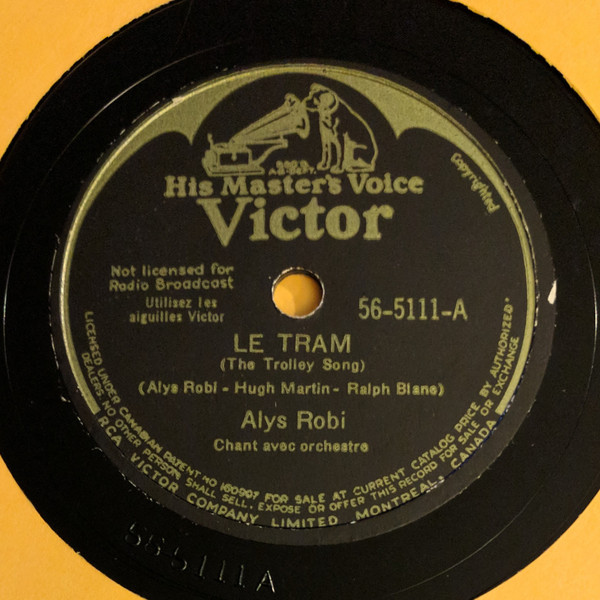 His Master's Voice
Victor
Copyrighted
Not licensed for
Radio Broadcast
Utilisez les
aiguilles Victor
56-5111-A
LE TRAM
(The Trolley Song)
(Alys Robi - Hugh Martin - Ralph Blane)
Alys Robi
Chant avec orchestre
LICENSED UNDER CANADIAN PATENT NO 160907 FOR SALE AT CURRENT CATALOG PRICE BY AUTHORIZED
DEALERS NO OTHER PERSON SHALL SELL, EXPOSE OR OFFER THIS RECORD FOR SALE OR EXCHANGE
RCA VICTOR COMPANY LIMITED MONTREAL, CANADA
56-5111A